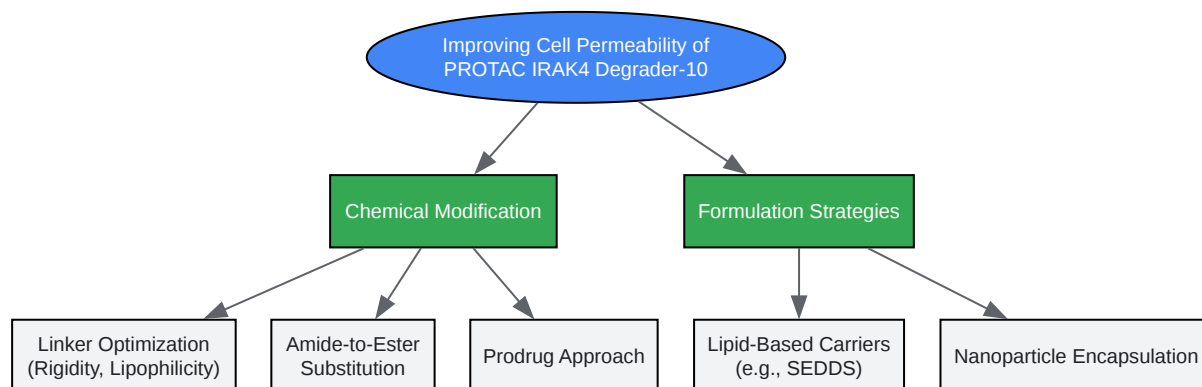 Improving Cell Permeability of
PROTAC IRAK4 Degrader-10
Chemical Modification
Formulation Strategies
Linker Optimization
(Rigidity, Lipophilicity)
Amide-to-Ester
Substitution
Prodrug Approach
Lipid-Based Carriers
(e.g., SEDDS)
Nanoparticle Encapsulation